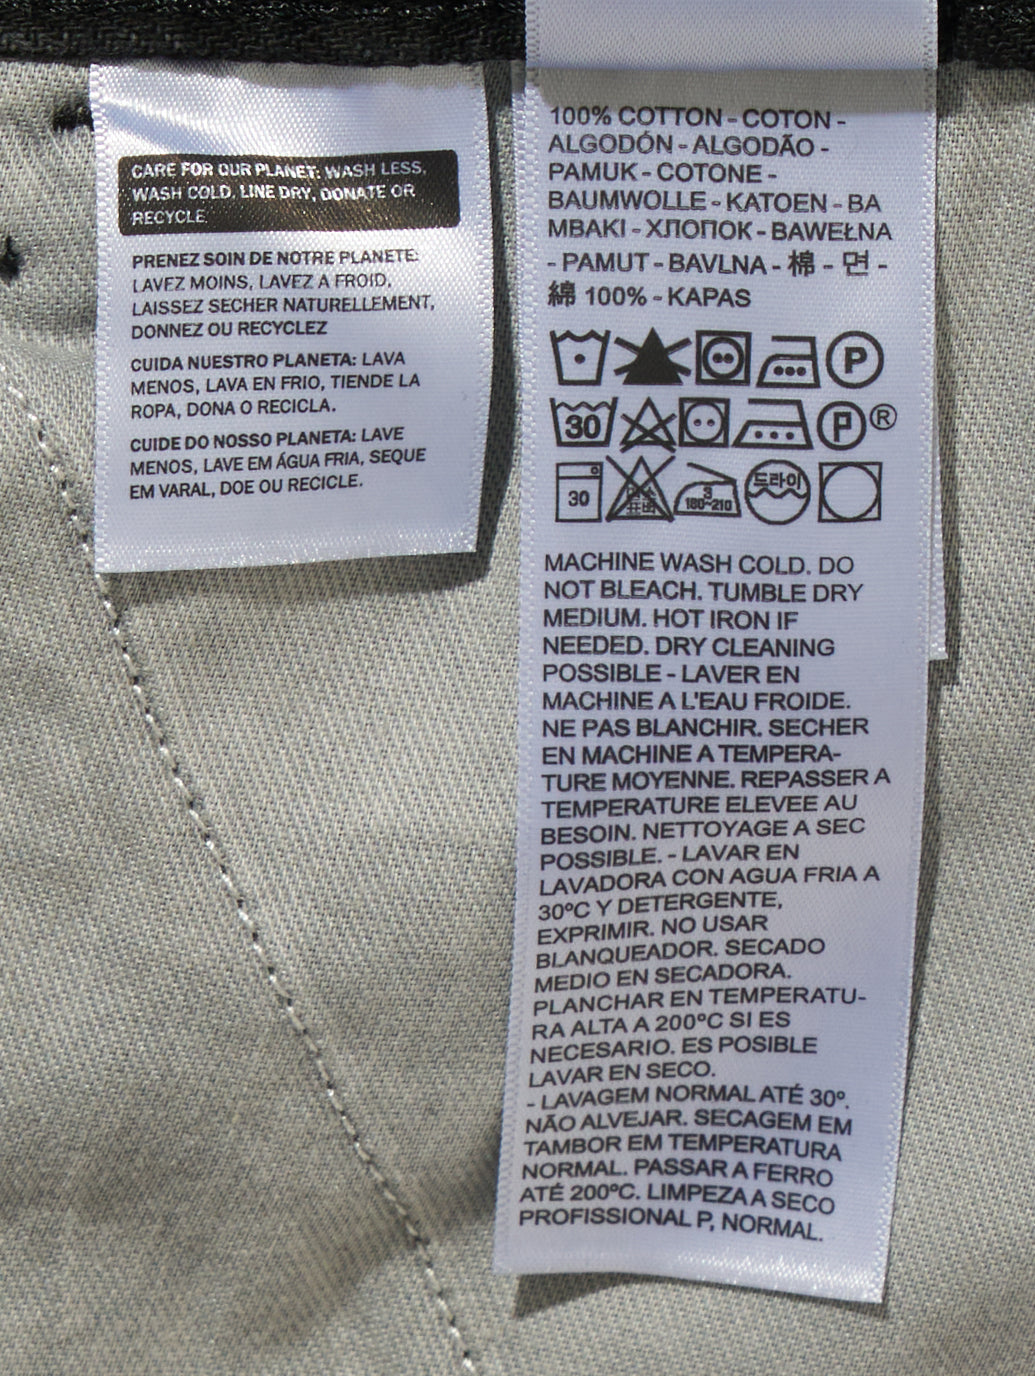 CARE FOR OUR PLANET: WASH LESS,
WASH COLD, LINE DRY, DONATE OR
RECYCLE
PRENEZ SOIN DE NOTRE PLANETE:
LAVEZ MOINS, LAVEZ A FROID,
LAISSEZ SECHER NATURELLEMENT,
DONNEZ OU RECYCLEZ
CUIDA NUESTRO PLANETA: LAVA
MENOS, LAVA EN FRIO, TIENDE LA
ROPA, DONA O RECICLA.
CUIDE DO NOSSO PLANETA: LAVE
MENOS, LAVE EM ÁGUA FRIA, SEQUE
EM VARAL, DOE OU RECICLE.
100% COTTON - COTON -
ALGODÓN - ALGODÃO -
PAMUK - COTONE -
BAUMWOLLE - KATOEN - BA
MBAKI - ХЛОПОК - BAWEŁNA
- PAMUT - BAVLNA - 棉 - 면 -
綿 100% - KAPAS
P
30 P ®
30 3 180~210 드라이
MACHINE WASH COLD. DO
NOT BLEACH. TUMBLE DRY
MEDIUM. HOT IRON IF
NEEDED. DRY CLEANING
POSSIBLE - LAVER EN
MACHINE A L'EAU FROIDE.
NE PAS BLANCHIR. SECHER
EN MACHINE A TEMPERA-
TURE MOYENNE. REPASSER A
TEMPERATURE ELEVEE AU
BESOIN. NETTOYAGE A SEC
POSSIBLE. - LAVAR EN
LAVADORA CON AGUA FRIA A
30ºC Y DETERGENTE,
EXPRIMIR. NO USAR
BLANQUEADOR. SECADO
MEDIO EN SECADORA.
PLANCHAR EN TEMPERATU-
RA ALTA A 200ºC SI ES
NECESARIO. ES POSIBLE
LAVAR EN SECO.
- LAVAGEM NORMAL ATÉ 30º.
NÃO ALVEJAR. SECAGEM EM
TAMBOR EM TEMPERATURA
NORMAL. PASSAR A FERRO
ATÉ 200ºC. LIMPEZA A SECO
PROFISSIONAL P, NORMAL.